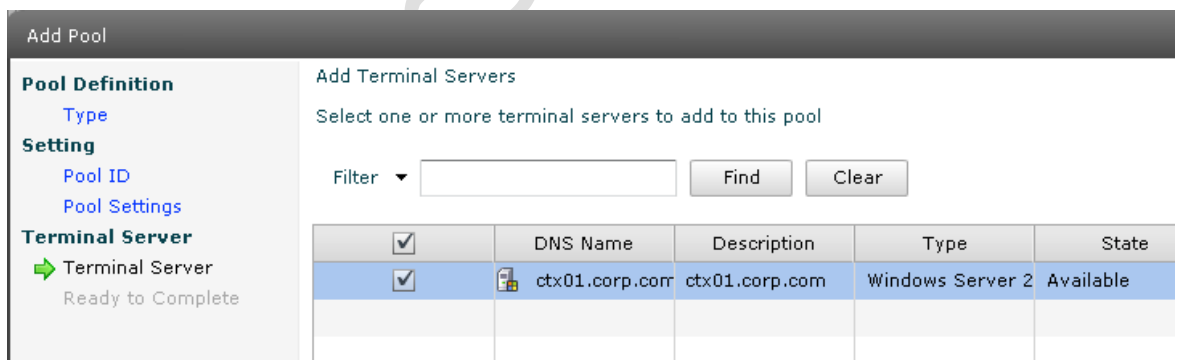 Add Pool
Pool Definition
Type
Setting
Pool ID
Pool Settings
Terminal Server
Terminal Server
Ready to Complete
Add Terminal Servers
Select one or more terminal servers to add to this pool
Filter Find Clear
DNS Name Description Type State
ctx01.corp.com ctx01.corp.com Windows Server 2 Available